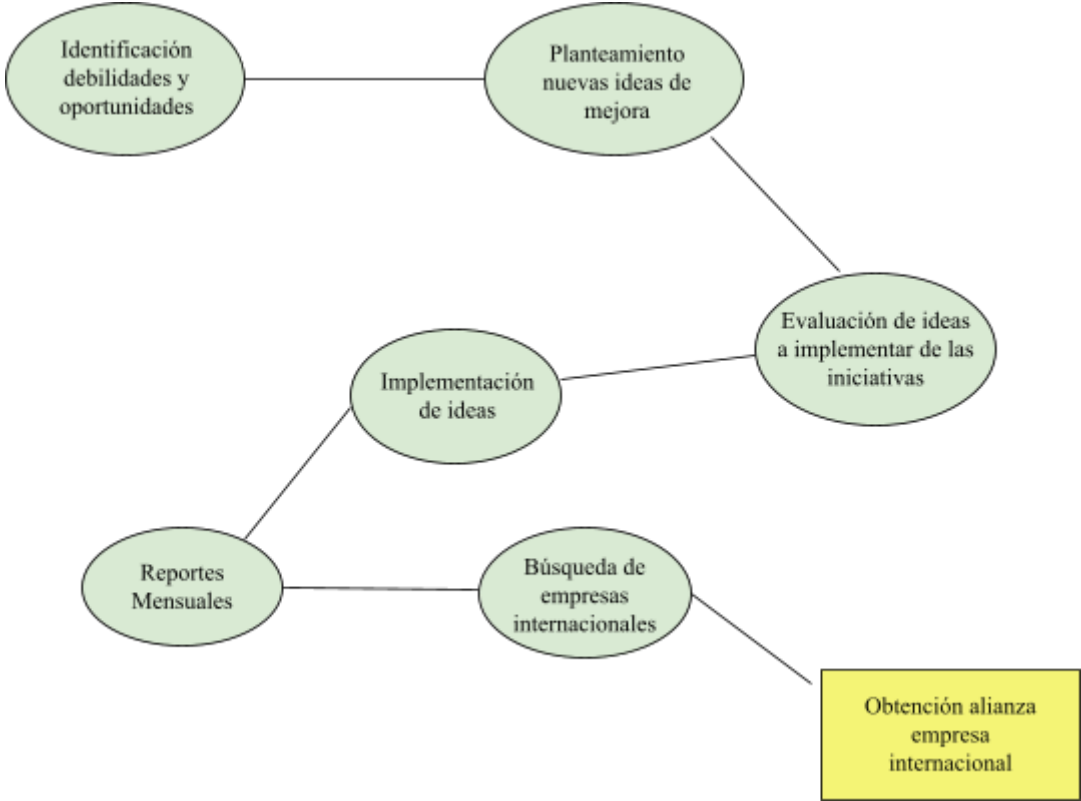 Identificación
debilidades y
oportunidades
Planteamiento
nuevas ideas de
mejora
Evaluación de ideas
a implementar de las
iniciativas
Implementación
de ideas
Reportes
Mensuales
Búsqueda de
empresas
internacionales
Obtención alianza
empresa
internacional